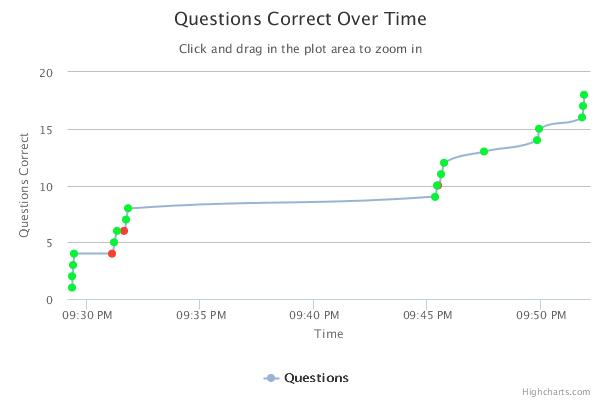 Questions Correct Over Time
Click and drag in the plot area to zoom in
Questions Correct
20
15
10
5
0
09:30 PM 09:35 PM 09:40 PM 09:45 PM 09:50 PM
Time
Questions
Highcharts.com